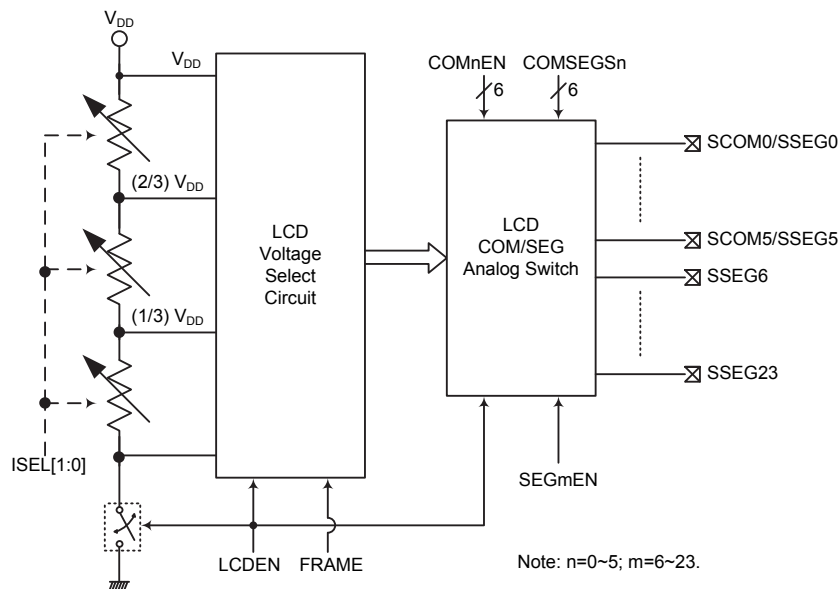 VDD
VDD
(2/3) VDD
(1/3) VDD
ISEL[1:0]
LCD
Voltage
Select
Circuit
LCDEN
FRAME
COMnEN
COMSEGSn
6
6
LCD
COM/SEG
Analog Switch
SEGmEN
SCOM0/SSEG0
SCOM5/SSEG5
SSEG6
SSEG23
Note: n=0~5; m=6~23.